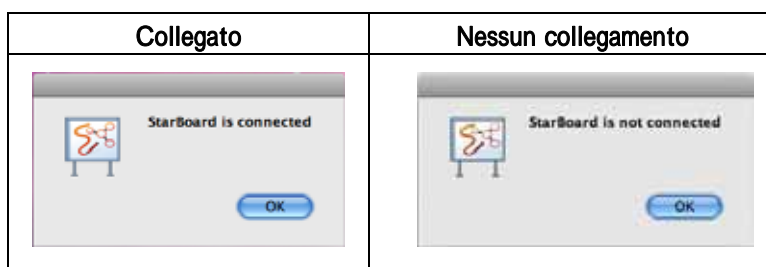 Collegato
Nessun collegamento
StarBoard is connected
OK
StarBoard is not connected
OK